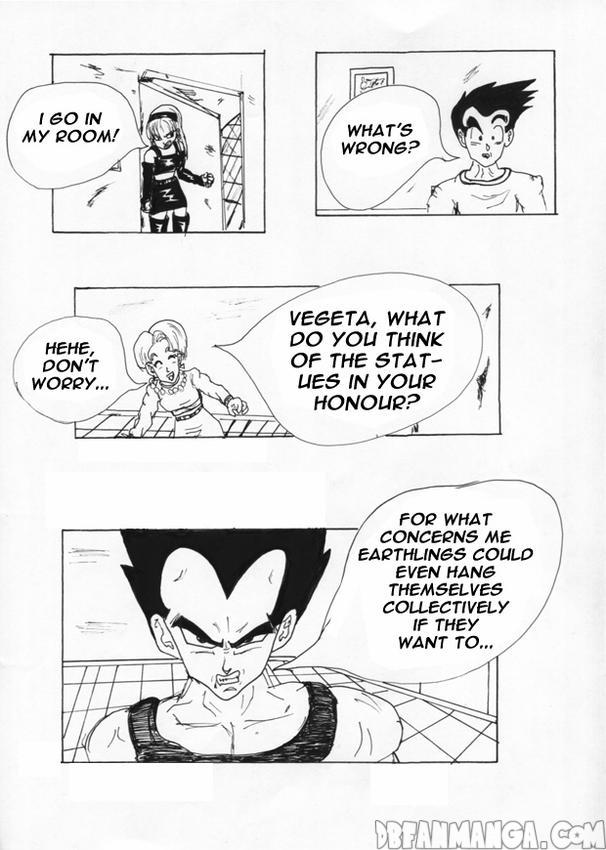 I GO IN
MY ROOM!
WHAT'S
WRONG?
HEHE,
DON'T
WORRY...
VEGETA, WHAT
DO YOU THINK
OF THE STAT-
UES IN YOUR
HONOUR?
FOR WHAT
CONCERNS ME
EARTHLINGS COULD
EVEN HANG
THEMSELVES
COLLECTIVELY
IF THEY
WANT TO...
DBFANMANGA.COM